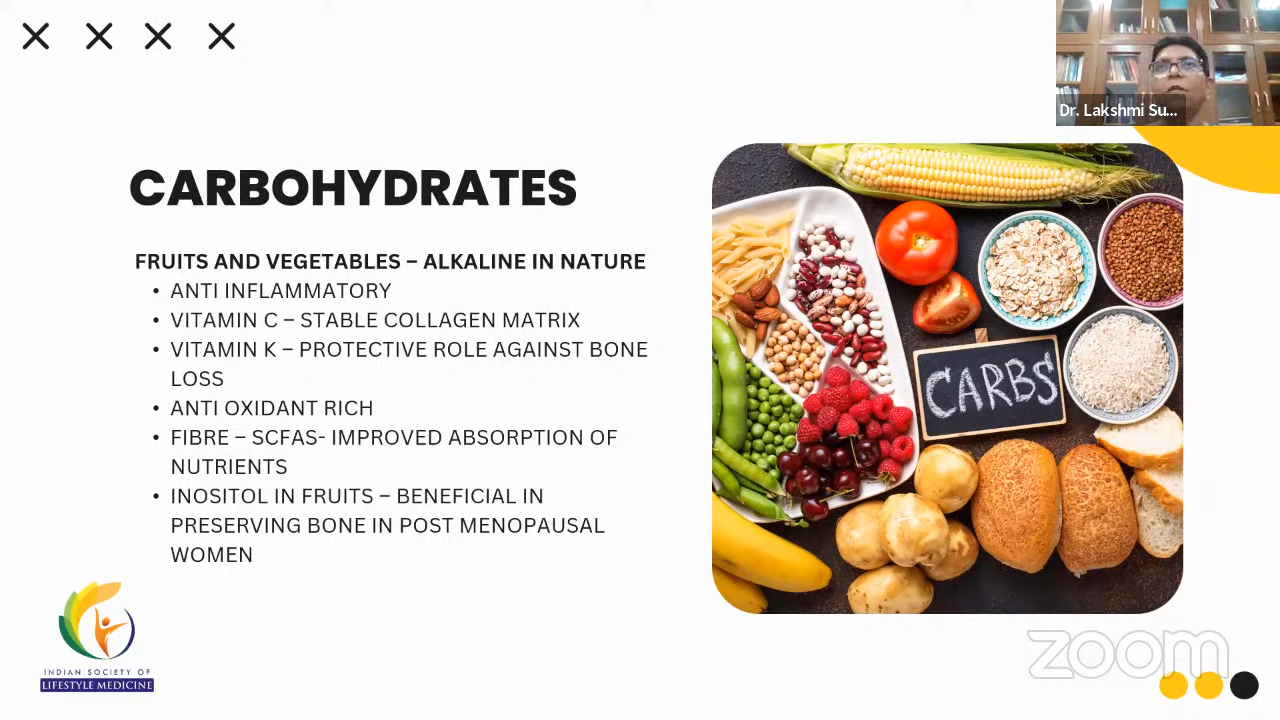 Dr. Lakshmi Su...
CARBOHYDRATES
FRUITS AND VEGETABLES – ALKALINE IN NATURE
• ANTI INFLAMMATORY
• VITAMIN C – STABLE COLLAGEN MATRIX
• VITAMIN K – PROTECTIVE ROLE AGAINST BONE
LOSS
• ANTI OXIDANT RICH
• FIBRE – SCFAS- IMPROVED ABSORPTION OF
NUTRIENTS
• INOSITOL IN FRUITS – BENEFICIAL IN
PRESERVING BONE IN POST MENOPAUSAL
WOMEN
CARBS
INDIAN SOCIETY OF
LIFESTYLE MEDICINE
zoom